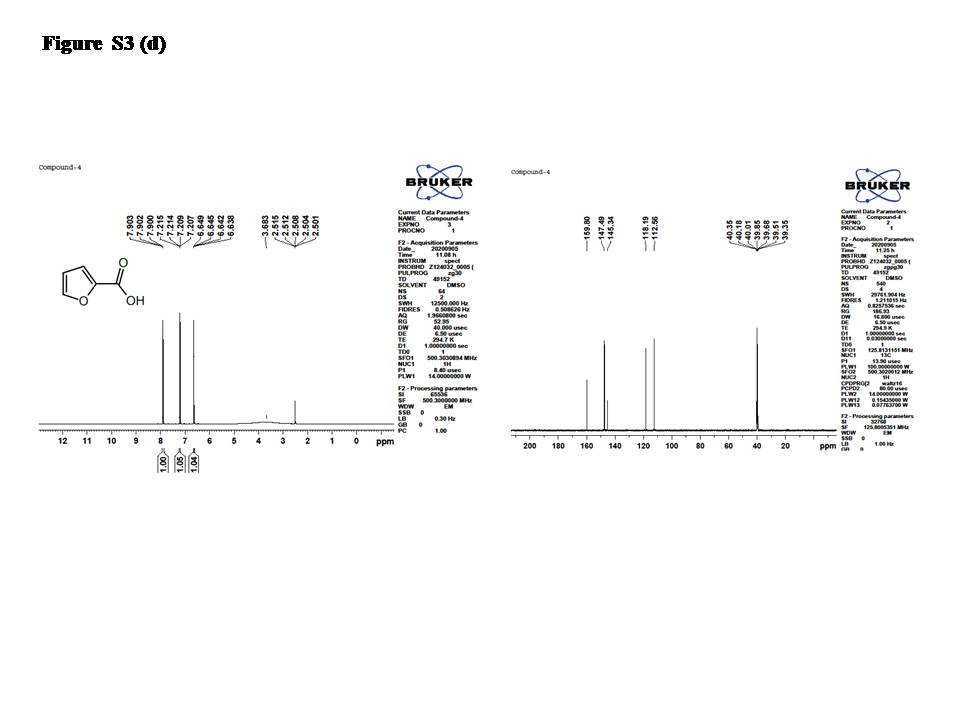 Figure S3 (d)
Compound-4
BRUKER
7.903
7.902
7.900
7.215
7.214
7.209
7.207
6.649
6.645
6.642
6.638
3.683
2.515
2.512
2.508
2.504
2.501
O
OH
O
Current Data Parameters
NAME Compound-4
EXPNO 3
PROCNO 1
F2 - Acquisition Parameters
Date_ 20200905
Time 11.08 h
INSTRUM spect
PROBHD Z124032_0005 (
PULPROG zg30
TD 49152
SOLVENT DMSO
NS 64
DS 2
SWH 12500.000 Hz
FIDRES 0.508626 Hz
AQ 1.9660800 sec
RG 52.95
DW 40.000 usec
DE 6.50 usec
TE 294.7 K
D1 1.00000000 sec
TD0 1
SFO1 500.3030894 MHz
NUC1 1H
P1 8.40 usec
PLW1 14.00000000 W
F2 - Processing parameters
SI 65536
SF 500.3000000 MHz
WDW EM
SSB 0
LB 0.30 Hz
GB 0
PC 1.00
12 11 10 9 8 7 6 5 4 3 2 1 0 ppm
1.00
1.05
1.04
Compound-4
BRUKER
159.80
147.49
145.34
118.19
112.56
40.35
40.18
40.01
39.85
39.68
39.51
39.35
Current Data Parameters
NAME Compound-4
EXPNO 2
PROCNO 1
F2 - Acquisition Parameters
Date_ 20200905
Time 11.25 h
INSTRUM spect
PROBHD Z124032_0005 (
PULPROG zgpg30
TD 49152
SOLVENT DMSO
NS 540
DS 4
SWH 29761.904 Hz
FIDRES 1.211015 Hz
AQ 0.8257536 sec
RG 186.93
DW 16.800 usec
DE 6.50 usec
TE 294.9 K
D1 1.00000000 sec
D11 0.03000000 sec
TD0 1
SFO1 125.8131151 MHz
NUC1 13C
P1 13.90 usec
PLW1 100.00000000 W
SFO2 500.3020012 MHz
NUC2 1H
CPDPRG[2 waltz16
PCPD2 80.00 usec
PLW2 14.00000000 W
PLW12 0.15435000 W
PLW13 0.07763700 W
F2 - Processing parameters
SI 32768
SF 125.8005351 MHz
WDW EM
SSB 0
LB 1.00 Hz
GB 0
200 180 160 140 120 100 80 60 40 20 ppm